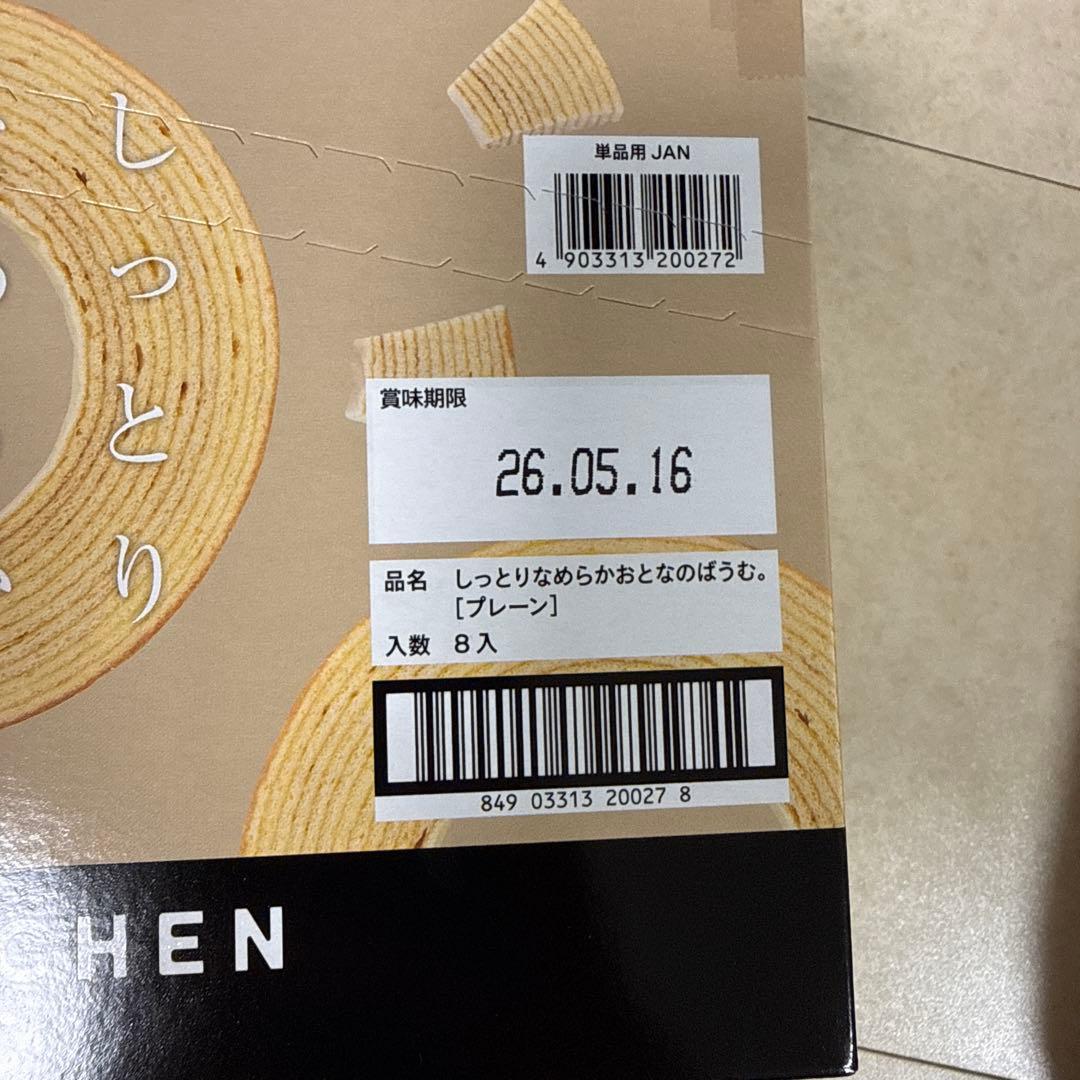 しっとり
単品用 JAN
4 903313 200272
賞味期限
26.05.16
品名 しっとりなめらかおとなのばうむ。
[プレーン]
入数 8入
849 03313 20027 8
CHEN